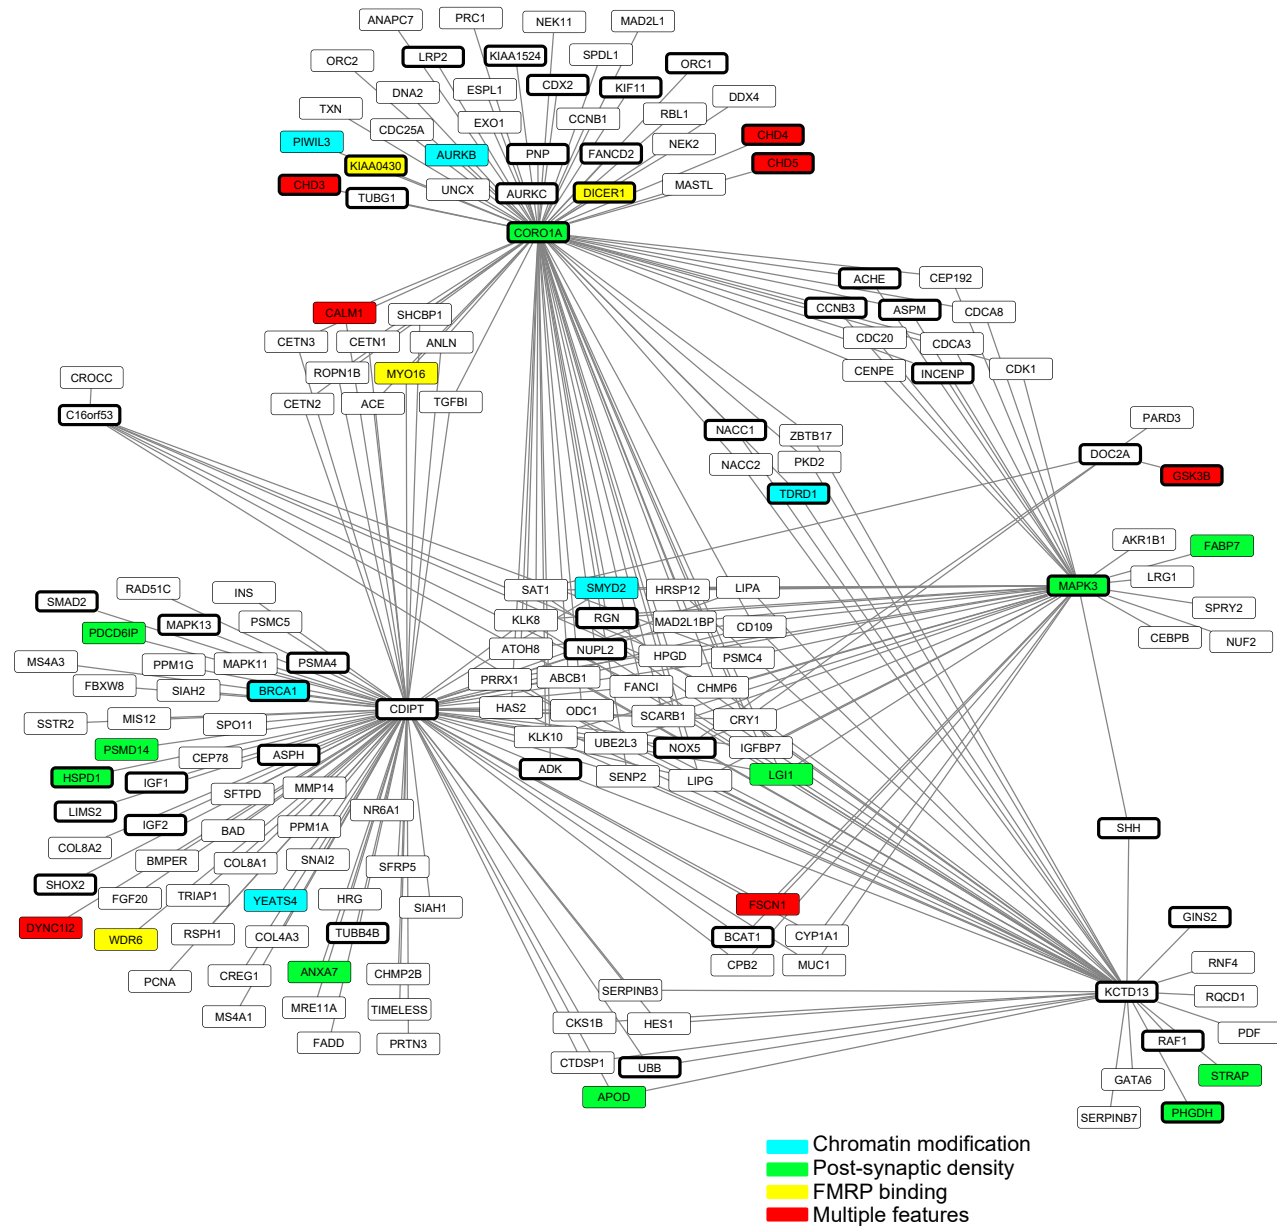 ANAPC7
PRC1
NEK11
MAD2L1
ORC2
LRP2
KIAA1524
SPDL1
ORC1
DNA2
ESPL1
CDX2
KIF11
DDX4
TXN
CDC25A
EXO1
CCNB1
RBL1
PIWIL3
AURKB
PNP
FANCD2
NEK2
CHD4
KIAA0430
CHD5
CHD3
TUBG1
UNCX
AURKC
DICER1
MASTL
CORO1A
ACHE
CEP192
CALM1
SHCBP1
CCNB3
ASPM
CDCA8
CETN3
CETN1
ANLN
CDC20
CDCA3
ROPN1B
MYO16
CENPE
INCENP
CDK1
CROCC
CETN2
ACE
TGFBI
C16orf53
NACC1
ZBTB17
PARD3
NACC2
PKD2
DOC2A
TDRD1
GSK3B
AKR1B1
FABP7
MAPK3
LRG1
SPRY2
CEBPB
NUF2
RAD51C
INS
SAT1
SMYD2
HRSP12
LIPA
SMAD2
MAPK13
PSMC5
KLK8
RGN
MAD2L1BP
CD109
PDCD6IP
ATOH8
NUPL2
HPGD
PSMC4
MS4A3
PPM1G
MAPK11
PSMA4
PRRX1
ABCB1
FANCI
CHMP6
FBXW8
SIAH2
BRCA1
CDIPT
HAS2
ODC1
SCARB1
CRY1
SSTR2
MIS12
SPO11
KLK10
UBE2L3
NOX5
IGFBP7
PSMD14
CEP78
ASPH
ADK
SENP2
LIPG
LGI1
HSPD1
IGF1
SFTPD
MMP14
LIMS2
IGF2
NR6A1
COL8A2
BAD
PPM1A
SHH
BMPER
COL8A1
SNAI2
SFRP5
SHOX2
FGF20
TRIAP1
YEATS4
HRG
SIAH1
FSCN1
GINS2
DYNC1I2
WDR6
RSPH1
COL4A3
TUBB4B
BCAT1
CYP1A1
PCNA
CREG1
ANXA7
CHMP2B
CPB2
MUC1
RNF4
SERPINB3
KCTD13
RQCD1
MS4A1
MRE11A
TIMELESS
CKS1B
HES1
PDF
FADD
PRTN3
RAF1
CTDSP1
UBB
GATA6
STRAP
APOD
SERPINB7
PHGDH
Chromatin modification
Post-synaptic density
FMRP binding
Multiple features